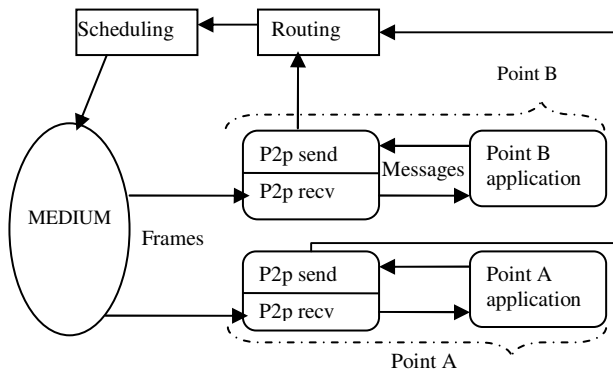 Scheduling
Routing
Point B
P2p send
P2p recv
Messages
Point B
application
MEDIUM
Frames
P2p send
P2p recv
Point A
application
Point A